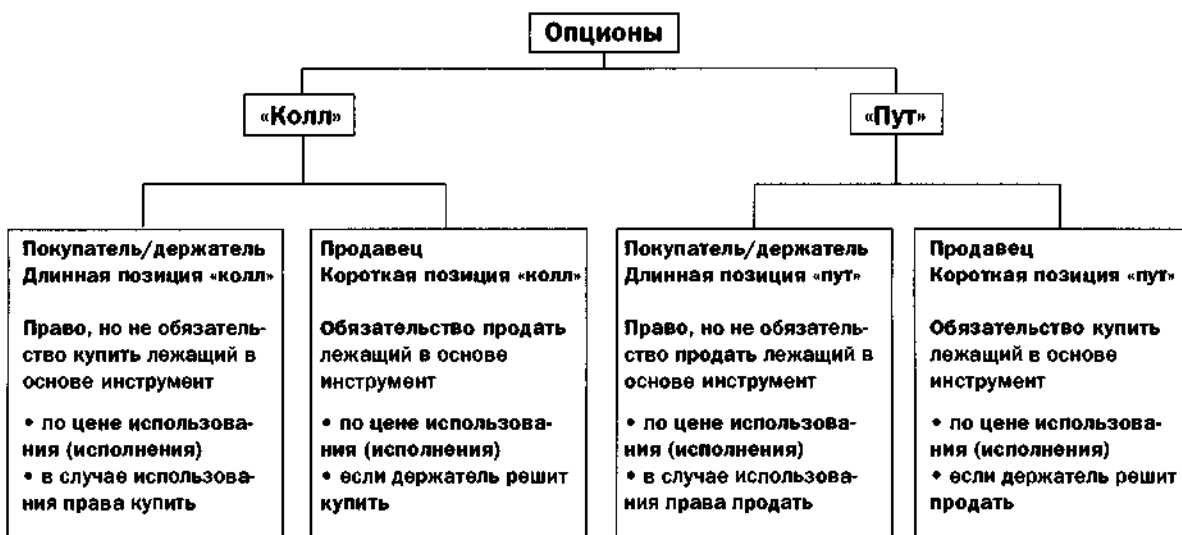 Опционы
«Колл»
«Пут»
Покупатель/держатель
Длинная позиция «колл»
Право, но не обязатель-
ство купить лежащий в
основе инструмент
• по цене использова-
ния (исполнения)
• в случае использова-
ния права купить
Продавец
Короткая позиция «колл»
Обязательство продать
лежащий в основе
инструмент
• по цене использова-
ния (исполнения)
• если держатель решит
купить
Покупатель/держатель
Длинная позиция «пут»
Право, но не обязатель-
ство продать лежащий в
основе инструмент
• по цене использова-
ния (исполнения)
• в случае использова-
ния права продать
Продавец
Короткая позиция «пут»
Обязательство купить
лежащий в основе
инструмент
• по цене использова-
ния (исполнения)
• если держатель решит
продать